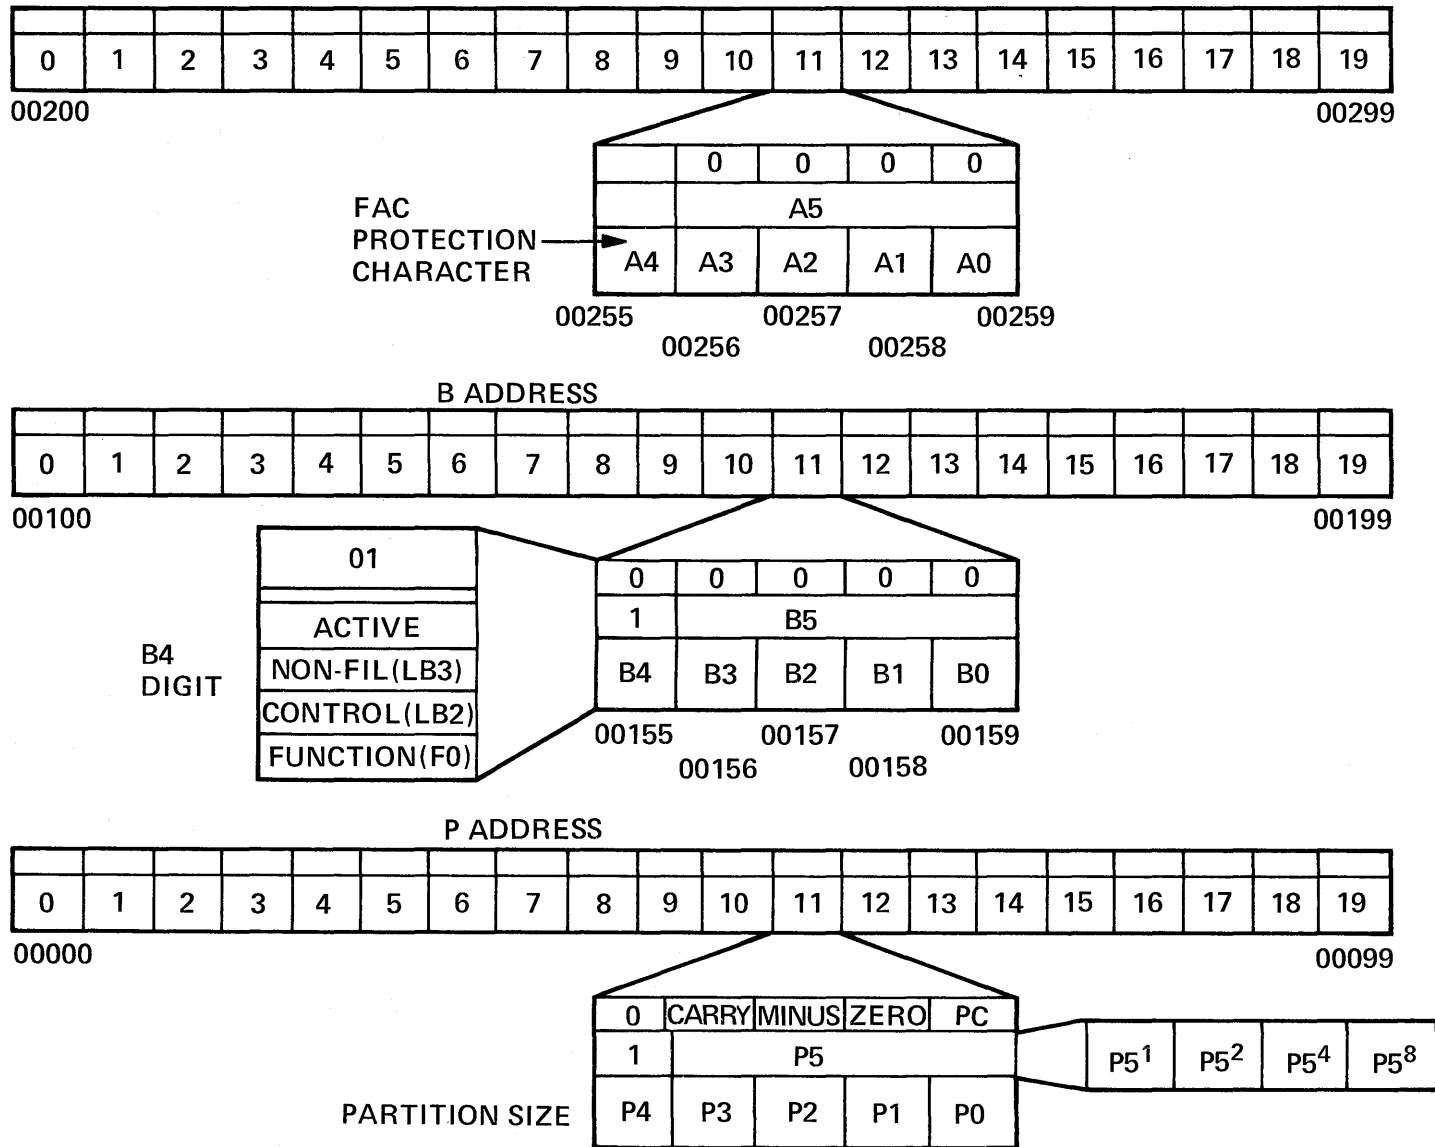 0 1 2 3 4 5 6 7 8 9 10 11 12 13 14 15 16 17 18 19
00200 00299
0 0 0 0
A5
FAC
PROTECTION
CHARACTER
A4 A3 A2 A1 A0
00255 00257 00259
00256 00258
B ADDRESS
0 1 2 3 4 5 6 7 8 9 10 11 12 13 14 15 16 17 18 19
00100 00199
01
ACTIVE
NON-FIL(LB3)
CONTROL(LB2)
FUNCTION(F0)
B4
DIGIT
0 0 0 0 0
1 B5
B4 B3 B2 B1 B0
00155 00157 00159
00156 00158
P ADDRESS
0 1 2 3 4 5 6 7 8 9 10 11 12 13 14 15 16 17 18 19
00000 00099
0 CARRY MINUS ZERO PC
1 P5
P5¹ P5² P5⁴ P5⁸
PARTITION SIZE P4 P3 P2 P1 P0